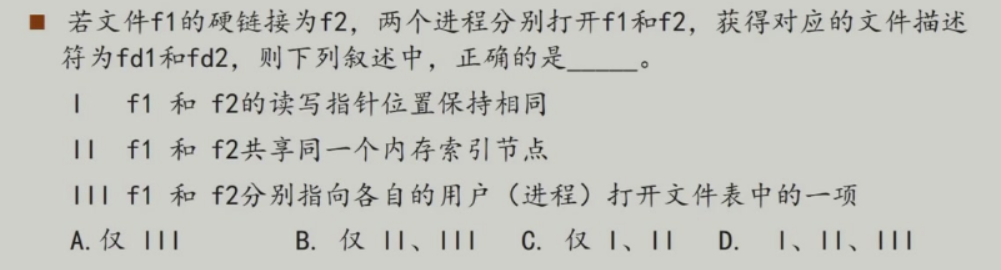 ■ 若文件f1的硬链接为f2，两个进程分别打开f1和f2，获得对应的文件描述
符为fd1和fd2，则下列叙述中，正确的是_____。
I f1 和 f2的读写指针位置保持相同
II f1 和 f2共享同一个内存索引节点
III f1 和 f2分别指向各自的用户（进程）打开文件表中的一项
A. 仅 III B. 仅 II、III C. 仅 I、II D. I、II、III